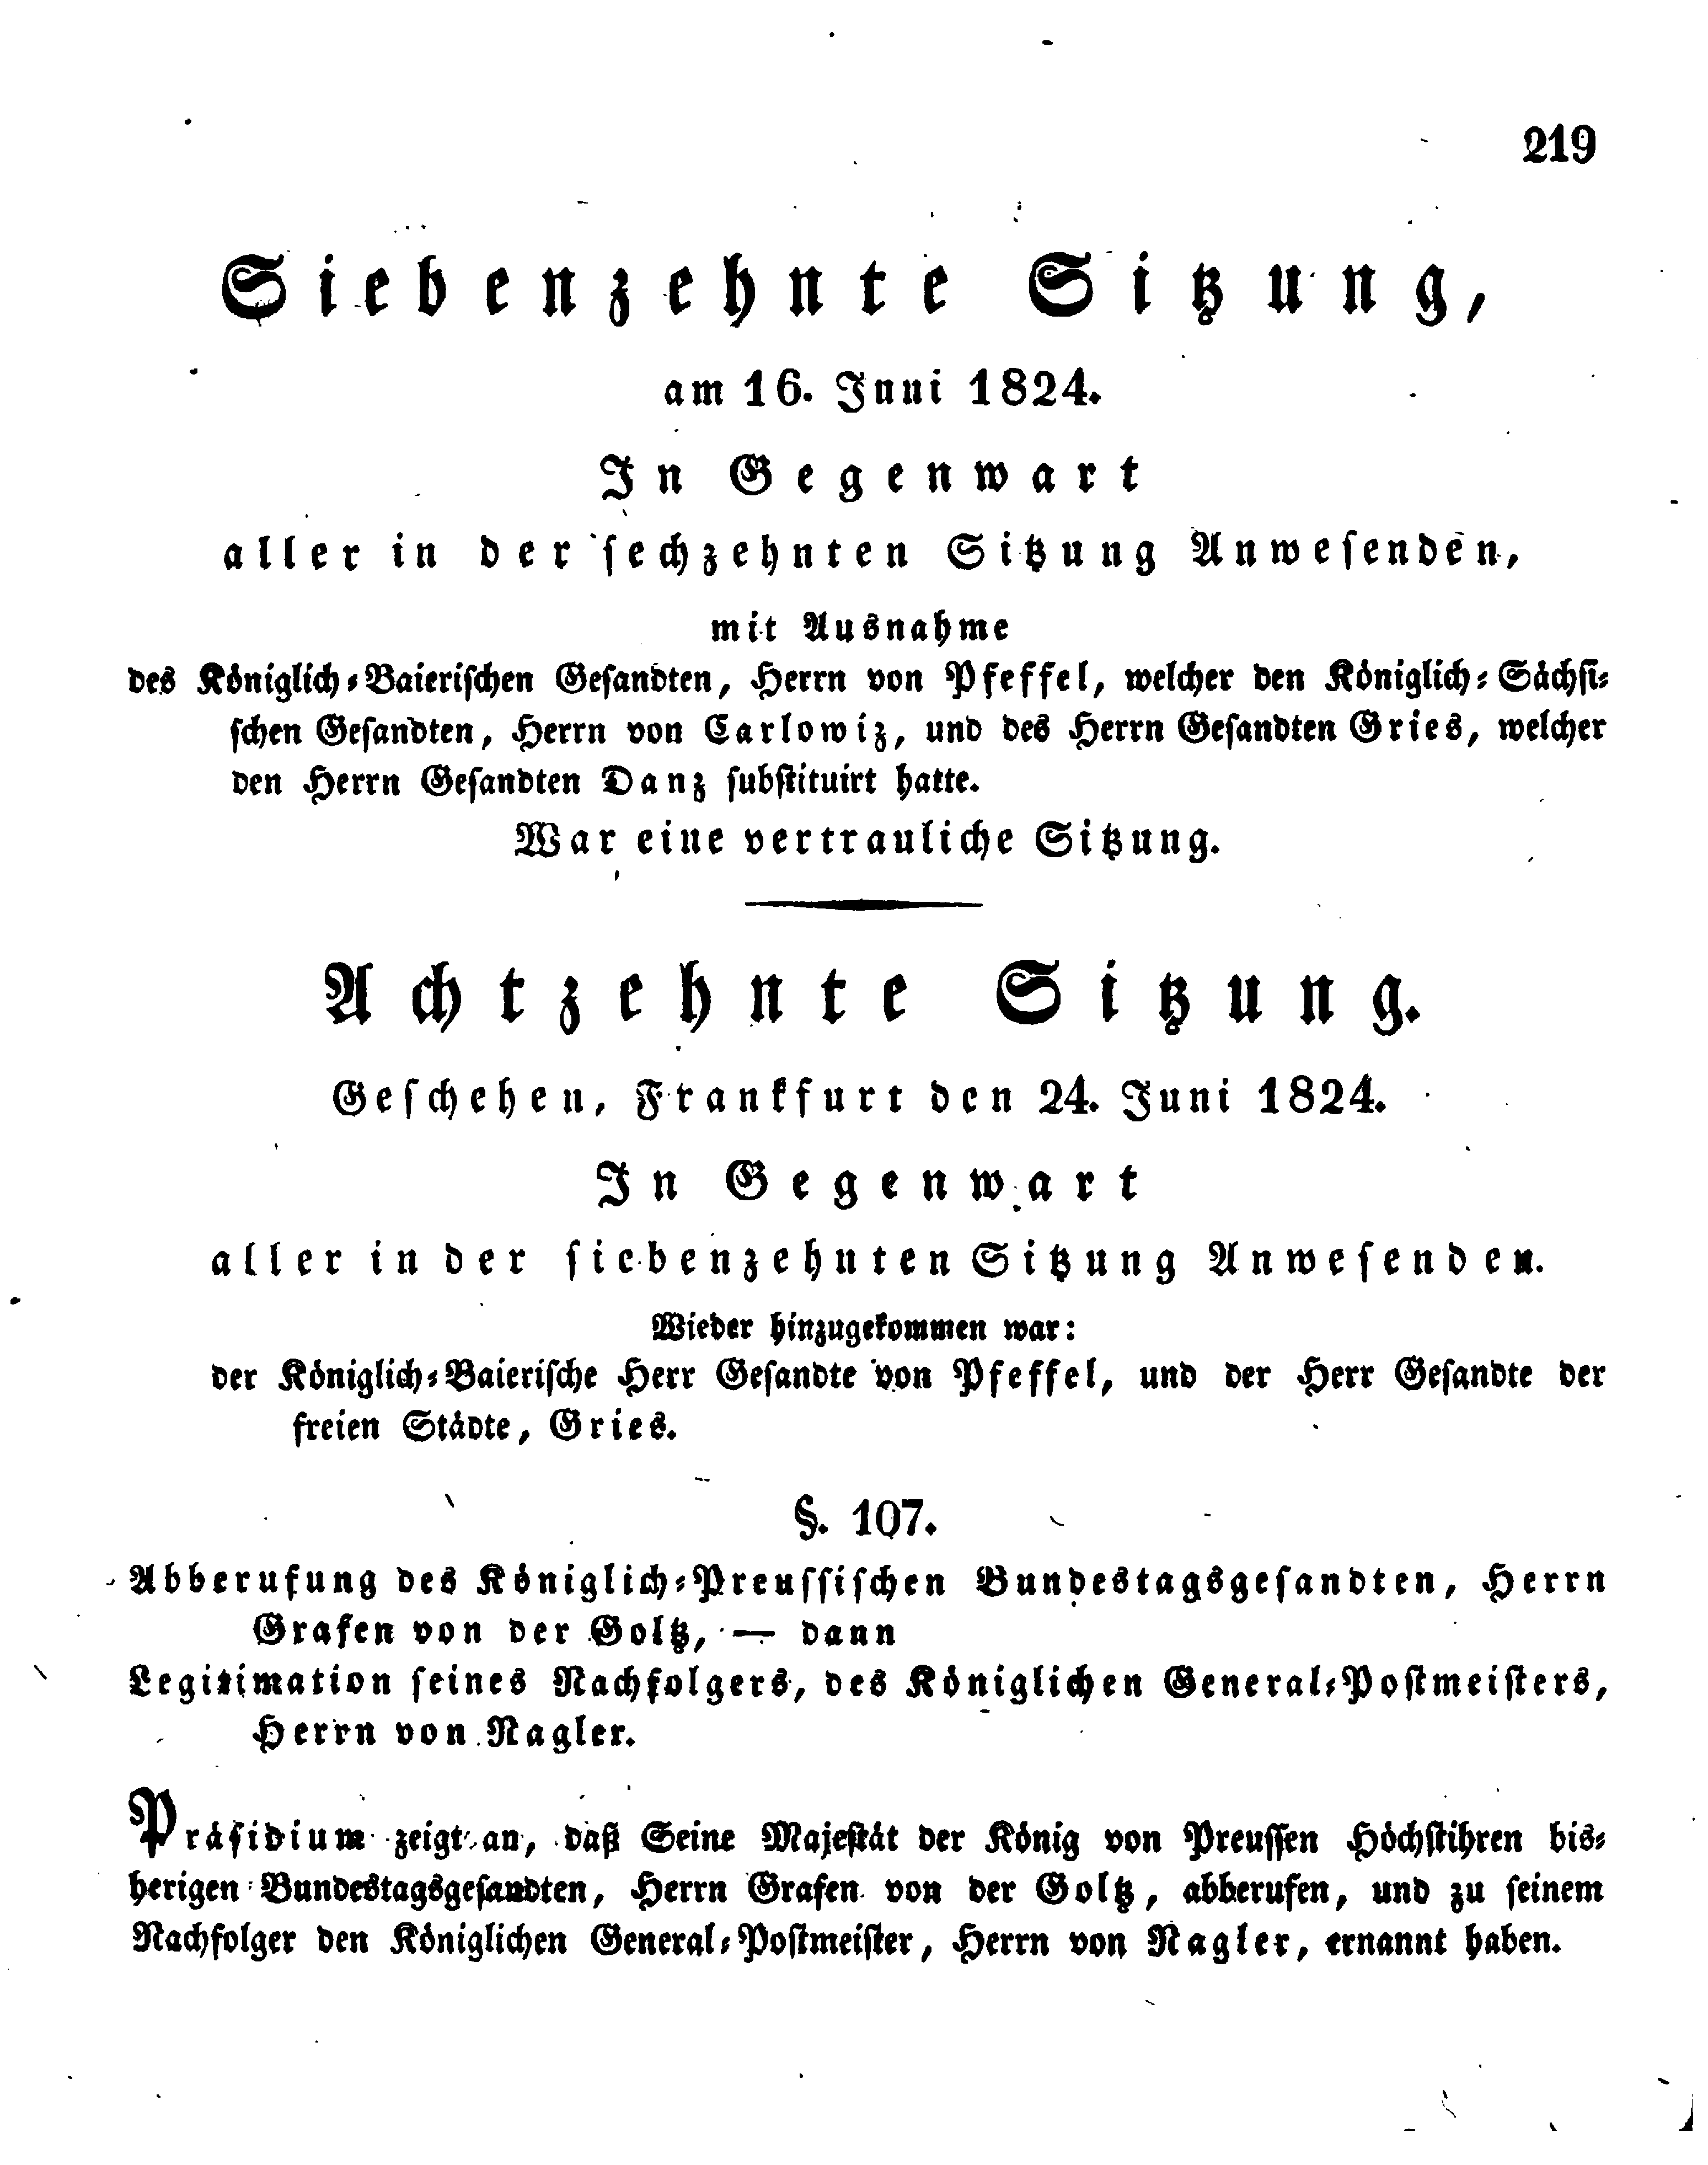 219
Siebenzehnte Sitzung,
am 16. Juni 1824.
In Gegenwart
aller in der sechzehnten Sitzung Anwesenden,
mit Ausnahme
des Königlich-Baierischen Gesandten, Herrn von Pfeffel, welcher den Königlich-Sächsi-
schen Gesandten, Herrn von Carlowiz, und des Herrn Gesandten Gries, welcher
den Herrn Gesandten Danz substituirt hatte.
War eine vertrauliche Sitzung.
Achtzehnte Sitzung.
Geschehen, Frankfurt den 24. Juni 1824.
In Gegenwart
aller in der siebenzehnten Sitzung Anwesenden.
Wieder hinzugekommen war:
der Königlich-Baierische Herr Gesandte von Pfeffel, und der Herr Gesandte der
freien Städte, Gries.
§. 107.
Abberufung des Königlich-Preussischen Bundestagsgesandten, Herrn
Grafen von der Goltz, — dann
Legitimation seines Nachfolgers, des Königlichen General-Postmeisters,
Herrn von Nagler.
Präsidium zeigt an, daß Seine Majestät der König von Preussen Höchstihren bis-
herigen Bundestagsgesandten, Herrn Grafen von der Goltz, abberufen, und zu seinem
Nachfolger den Königlichen General-Postmeister, Herrn von Nagler, ernannt haben.